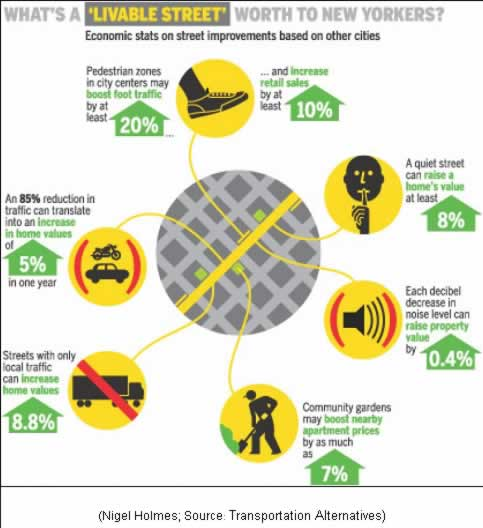 WHAT'S A 'LIVABLE STREET' WORTH TO NEW YORKERS?
Economic stats on street improvements based on other cities
Pedestrian zones
in city centers may
boost foot traffic
by at
least
20% ...
... and increase
retail sales
by at
least
10%
A quiet street
can raise a
home's value
at least
8%
An 85% reduction in
traffic can translate
into an increase
in home values
of
5%
in one year
Each decibel
decrease in
noise level can
raise property
value
by
0.4%
Streets with only
local traffic
can increase
home values
8.8%
Community gardens
may boost nearby
apartment prices
by as much
as
7%
(Nigel Holmes; Source: Transportation Alternatives)